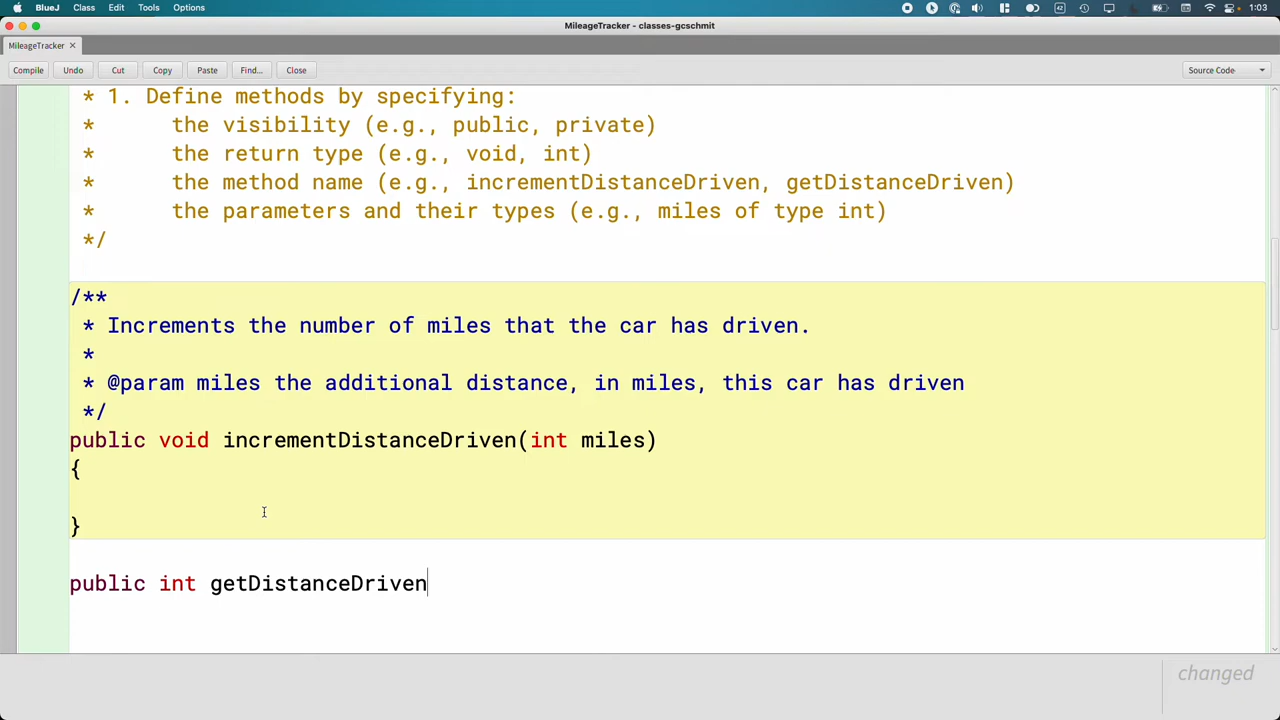 BlueJ Class Edit Tools Options 42 1:03
MileageTracker - classes-gcschmit
MileageTracker ×
Compile Undo Cut Copy Paste Find... Close Source Code
* 1. Define methods by specifying:
* the visibility (e.g., public, private)
* the return type (e.g., void, int)
* the method name (e.g., incrementDistanceDriven, getDistanceDriven)
* the parameters and their types (e.g., miles of type int)
*/
/**
* Increments the number of miles that the car has driven.
*
* @param miles the additional distance, in miles, this car has driven
*/
public void incrementDistanceDriven(int miles)
{
}
public int getDistanceDriven
changed